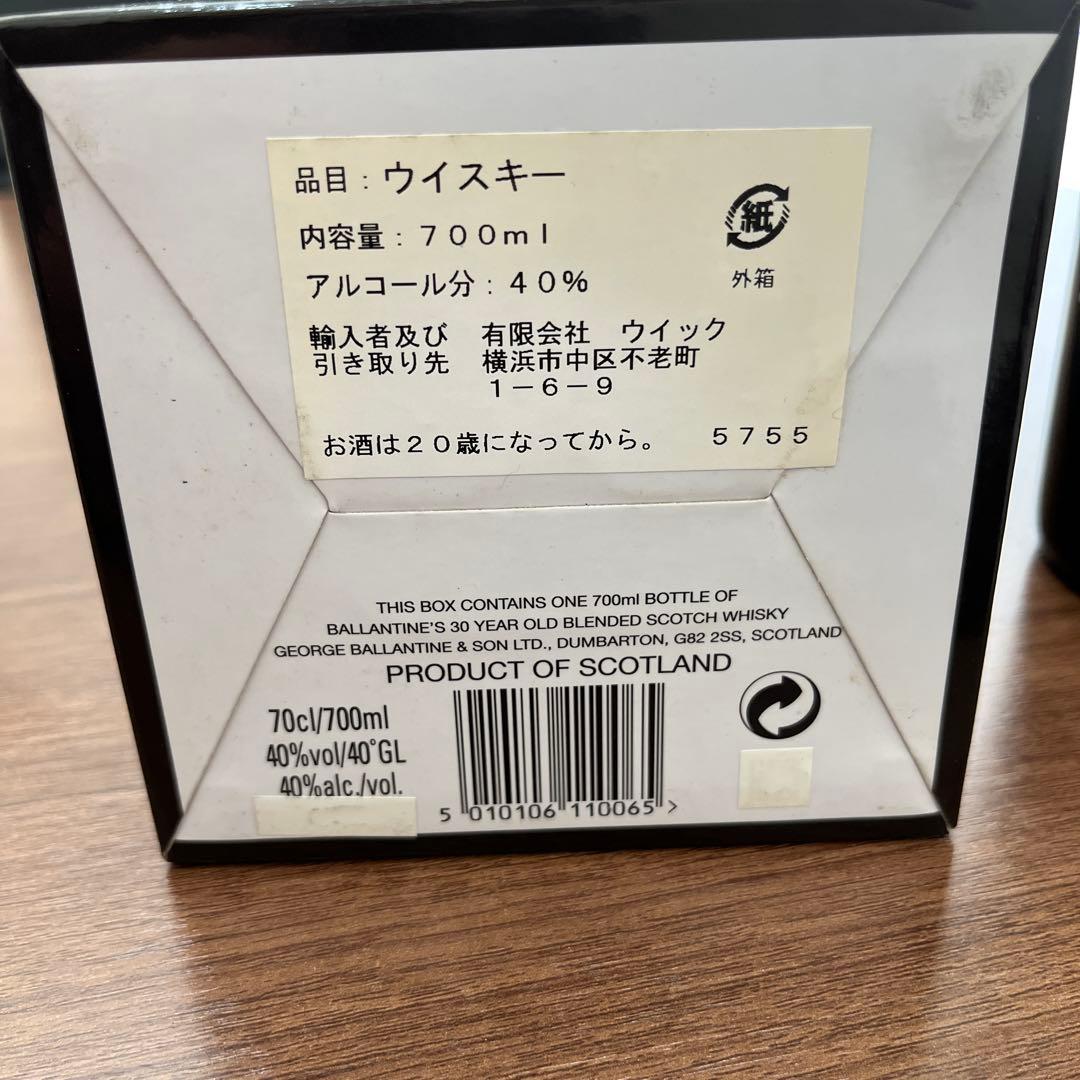 品目：ウイスキー
内容量：７００ｍｌ
アルコール分：４０％
紙
外箱
輸入者及び　有限会社　ウイック
引き取り先　横浜市中区不老町
１－６－９
お酒は２０歳になってから。　５７５５
THIS BOX CONTAINS ONE 700ml BOTTLE OF
BALLANTINE'S 30 YEAR OLD BLENDED SCOTCH WHISKY
GEORGE BALLANTINE & SON LTD., DUMBARTON, G82 2SS, SCOTLAND
PRODUCT OF SCOTLAND
70cl/700ml
40%vol/40°GL
40%alc./vol.
5 010106 110065 >